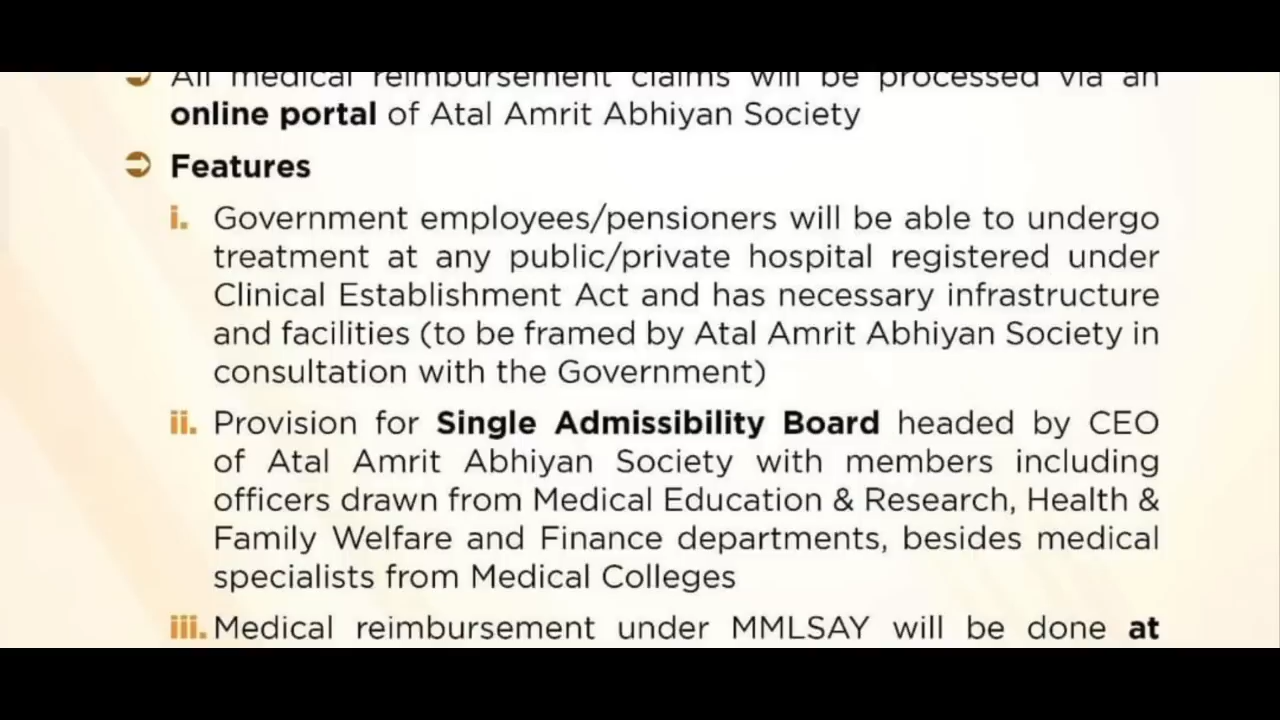 All medical reimbursement claims will be processed via an
online portal of Atal Amrit Abhiyan Society
Features
i. Government employees/pensioners will be able to undergo
treatment at any public/private hospital registered under
Clinical Establishment Act and has necessary infrastructure
and facilities (to be framed by Atal Amrit Abhiyan Society in
consultation with the Government)
ii. Provision for Single Admissibility Board headed by CEO
of Atal Amrit Abhiyan Society with members including
officers drawn from Medical Education & Research, Health &
Family Welfare and Finance departments, besides medical
specialists from Medical Colleges
iii. Medical reimbursement under MMLSAY will be done at